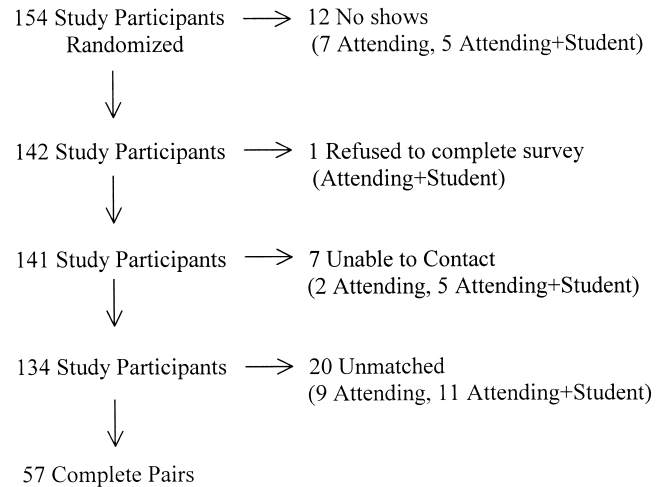 154 Study Participants
Randomized
12 No shows
(7 Attending, 5 Attending+Student)
142 Study Participants
1 Refused to complete survey
(Attending+Student)
141 Study Participants
7 Unable to Contact
(2 Attending, 5 Attending+Student)
134 Study Participants
20 Unmatched
(9 Attending, 11 Attending+Student)
57 Complete Pairs